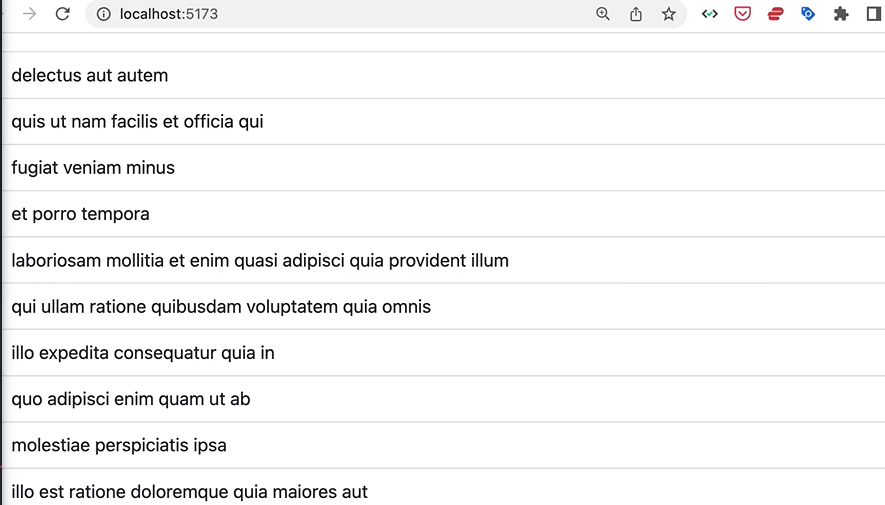 localhost:5173
delectus aut autem
quis ut nam facilis et officia qui
fugiat veniam minus
et porro tempora
laboriosam mollitia et enim quasi adipisci quia provident illum
qui ullam ratione quibusdam voluptatem quia omnis
illo expedita consequatur quia in
quo adipisci enim quam ut ab
molestiae perspiciatis ipsa
illo est ratione doloremque quia maiores aut